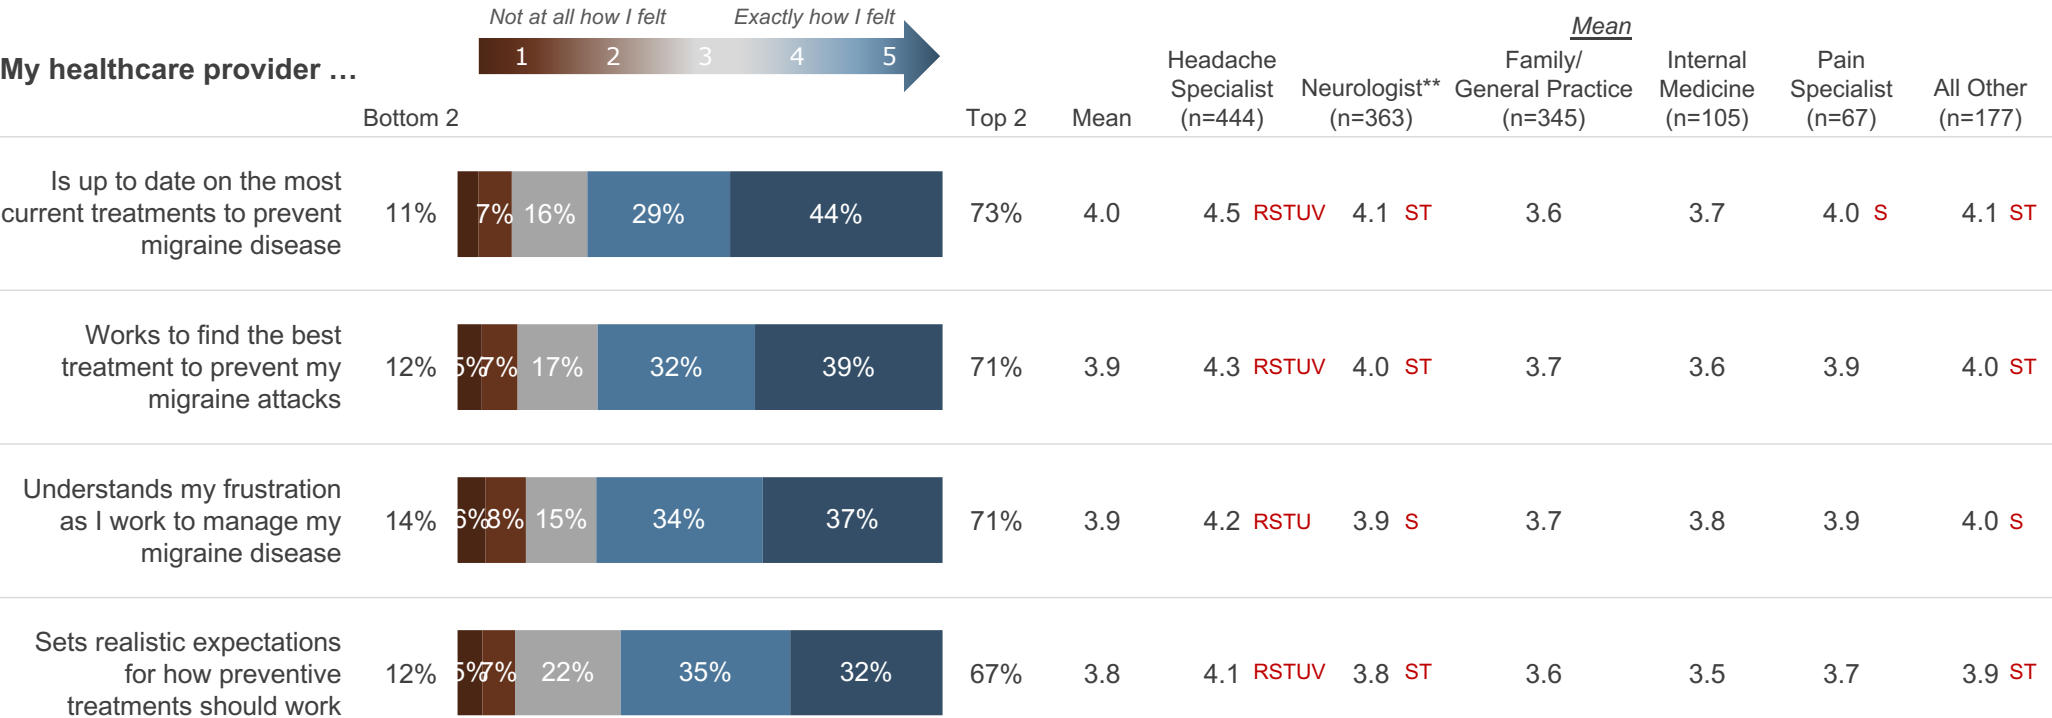 Not at all how I felt
Exactly how I felt
Mean
1 2 3 4 5
My healthcare provider …
Bottom 2
Top 2
Mean
Headache
Specialist
(n=444)
Neurologist**
(n=363)
Family/
General Practice
(n=345)
Internal
Medicine
(n=105)
Pain
Specialist
(n=67)
All Other
(n=177)
Is up to date on the most
current treatments to prevent
migraine disease
11% 7% 16% 29% 44% 73% 4.0 4.5 RSTUV 4.1 ST 3.6 3.7 4.0 S 4.1 ST
Works to find the best
treatment to prevent my
migraine attacks
12% 5% 7% 17% 32% 39% 71% 3.9 4.3 RSTUV 4.0 ST 3.7 3.6 3.9 4.0 ST
Understands my frustration
as I work to manage my
migraine disease
14% 6% 8% 15% 34% 37% 71% 3.9 4.2 RSTU 3.9 S 3.7 3.8 3.9 4.0 S
Sets realistic expectations
for how preventive
treatments should work
12% 5% 7% 22% 35% 32% 67% 3.8 4.1 RSTUV 3.8 ST 3.6 3.5 3.7 3.9 ST